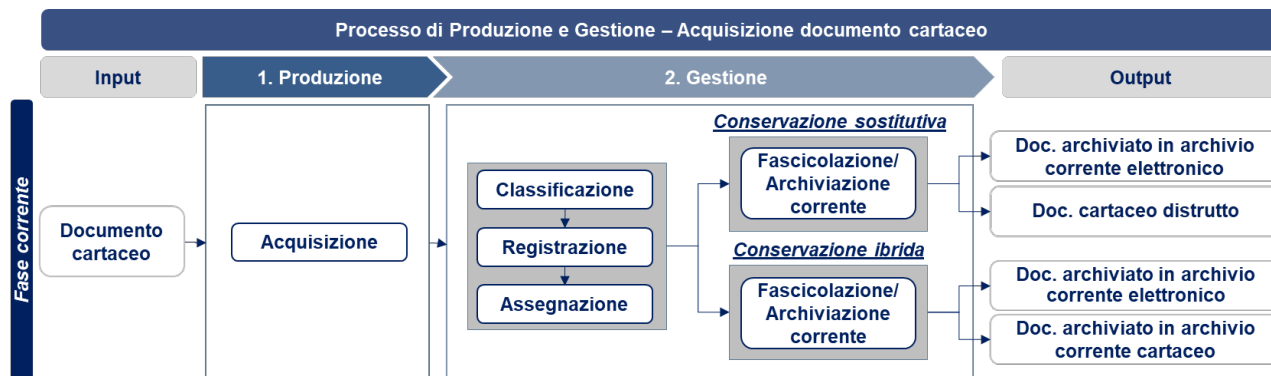 Processo di Produzione e Gestione – Acquisizione documento cartaceo
Input
1. Produzione
2. Gestione
Output
Fase corrente
Documento
cartaceo
Acquisizione
Classificazione
Registrazione
Assegnazione
Conservazione sostitutiva
Fascicolazione/
Archiviazione
corrente
Conservazione ibrida
Fascicolazione/
Archiviazione
corrente
Doc. archiviato in archivio
corrente elettronico
Doc. cartaceo distrutto
Doc. archiviato in archivio
corrente elettronico
Doc. archiviato in archivio
corrente cartaceo